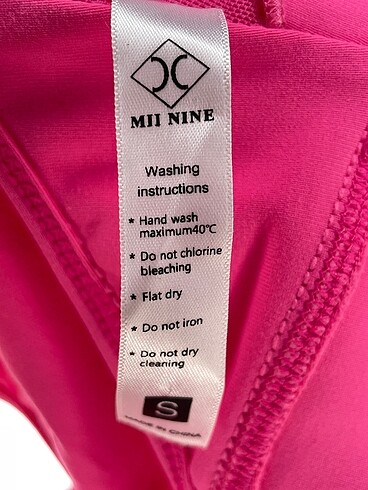 MII NINE
Washing
instructions
* Hand wash
maximum40℃
* Do not chlorine
bleaching
* Flat dry
* Do not iron
* Do not dry
cleaning
S
MADE IN CHINA